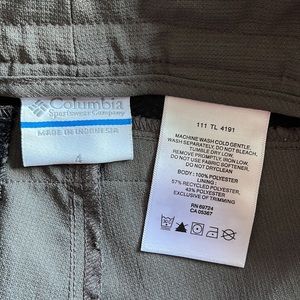 Columbia
Sportswear Company
MADE IN INDONESIA
4
111 TL 4191
MACHINE WASH COLD GENTLE,
WASH SEPARATELY, DO NOT BLEACH,
TUMBLE DRY LOW,
REMOVE PROMPTLY, IRON LOW,
DO NOT USE FABRIC SOFTENER,
DO NOT DRYCLEAN
BODY : 100% POLYESTER
57% RECYCLED POLYESTER,
43% POLYESTER
EXCLUSIVE OF TRIMMING
RN 69724
CA 05367